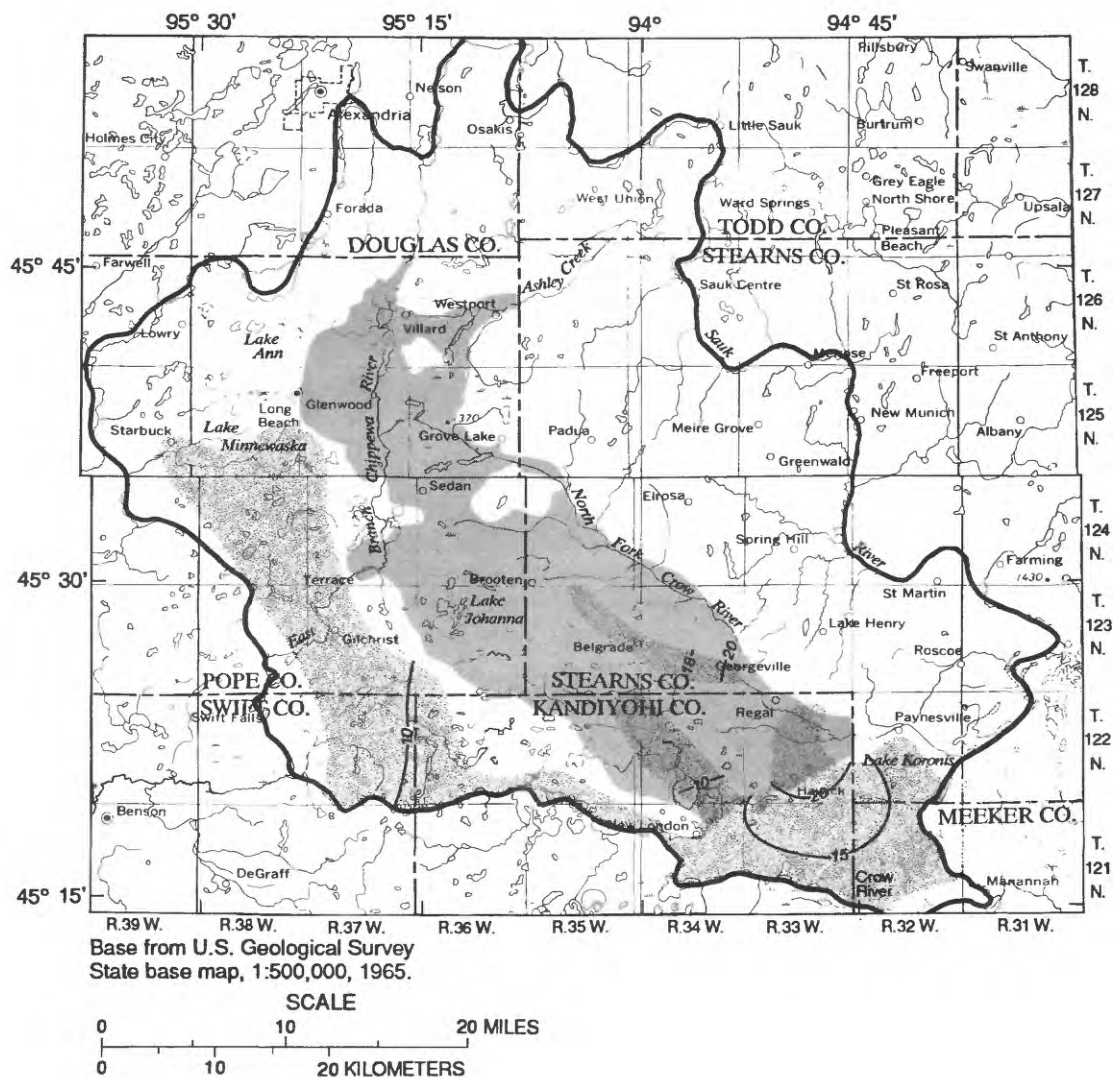 95° 30'
95° 15'
94°
94° 45'
Pillsbury
Swanville
T.
128
N.
Nelson
Alexandria
Osakis
Little Sauk
Burtrum
Holmes City
T.
127
N.
Grey Eagle
North Shore
West Union
Ward Springs
Upsala
Forada
TODD CO.
Pleasant
Beach
DOUGLAS CO.
STEARNS CO.
45° 45'
Farwell
Ashley Creek
Sauk Centre
St Rosa
T.
126
N.
Westport
Lowry
Lake
Ann
Villard
Sauk
St Anthony
Melrose
Freeport
Chippewa River
Glenwood
Long
Beach
New Munich
T.
125
N.
Starbuck
Lake
Minnewaska
370
Grove Lake
Padua
Meire Grove
Albany
Greenwald
Sedan
Elrosa
North
Fork
Crow
River
Branch
Spring Hill
River
T.
124
N.
Farming
1430
45° 30'
Terrace
Brooten
Lake
Johanna
St Martin
East
Gilchrist
Lake Henry
T.
123
N.
Belgrade
18
20
Georgeville
Roscoe
POPE CO.
SWIFT CO.
STEARNS CO.
KANDIYOHI CO.
Swift Falls
10
Regal
Paynesville
T.
122
N.
Lake Koronis
10
Hawick
20
Benson
New London
MEEKER CO.
15
T.
121
N.
DeGraff
Crow
River
Manannah
45° 15'
R.39 W. R.38 W. R.37 W. R.36 W. R.35 W. R.34 W. R.33 W. R.32 W. R.31 W.
Base from U.S. Geological Survey
State base map, 1:500,000, 1965.
SCALE
0 10 20 MILES
0 10 20 KILOMETERS